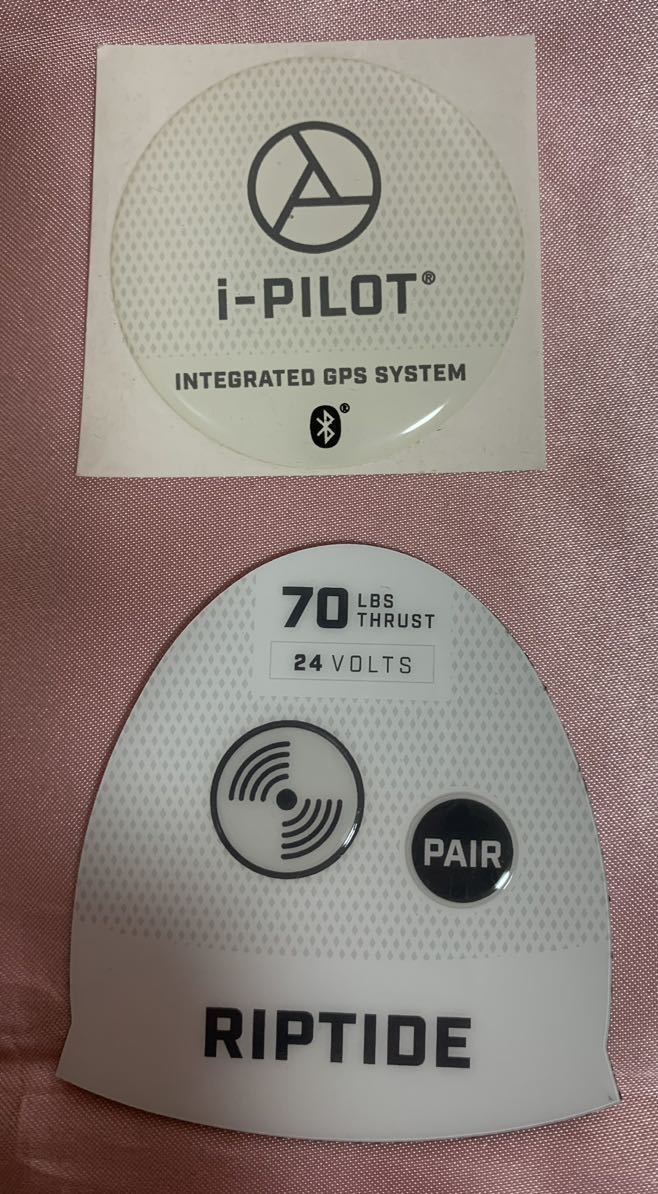 i-PILOT®
INTEGRATED GPS SYSTEM
®
70 LBS THRUST
24 VOLTS
PAIR
RIPTIDE